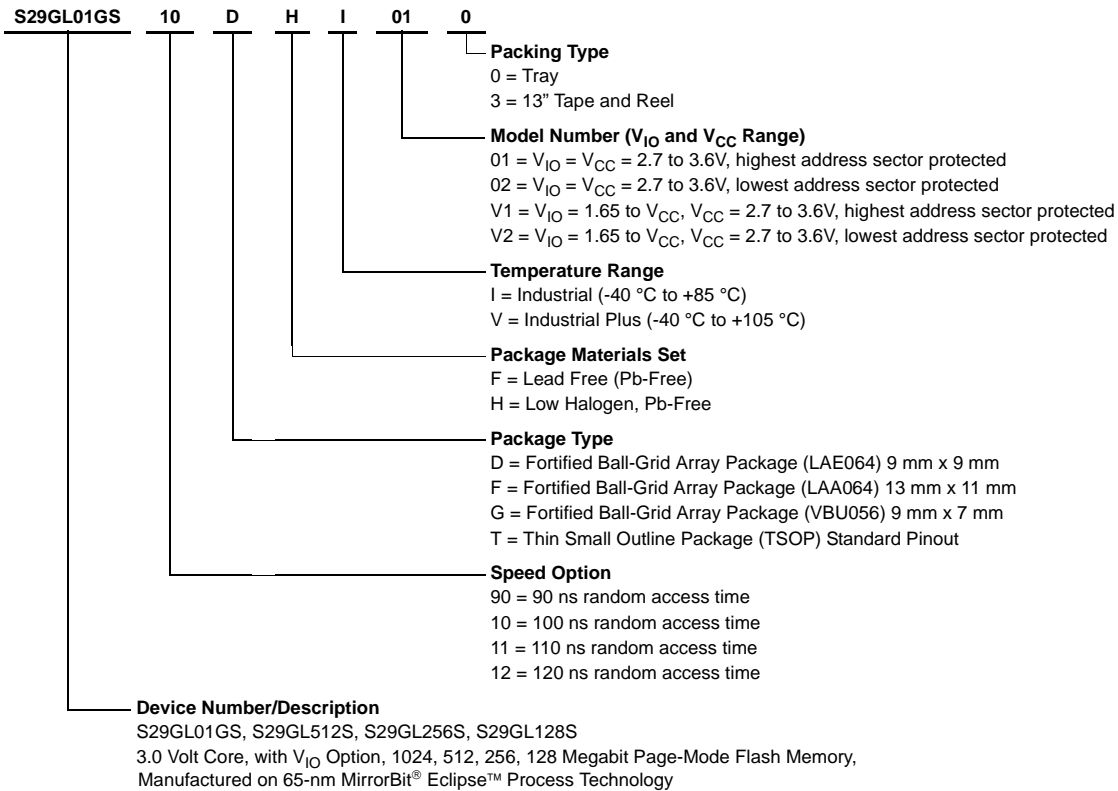 S29GL01GS 10 D H I 01 0
Packing Type
0 = Tray
3 = 13” Tape and Reel
Model Number (VIO and VCC Range)
01 = VIO = VCC = 2.7 to 3.6V, highest address sector protected
02 = VIO = VCC = 2.7 to 3.6V, lowest address sector protected
V1 = VIO = 1.65 to VCC, VCC = 2.7 to 3.6V, highest address sector protected
V2 = VIO = 1.65 to VCC, VCC = 2.7 to 3.6V, lowest address sector protected
Temperature Range
I = Industrial (-40 °C to +85 °C)
V = Industrial Plus (-40 °C to +105 °C)
Package Materials Set
F = Lead Free (Pb-Free)
H = Low Halogen, Pb-Free
Package Type
D = Fortified Ball-Grid Array Package (LAE064) 9 mm x 9 mm
F = Fortified Ball-Grid Array Package (LAA064) 13 mm x 11 mm
G = Fortified Ball-Grid Array Package (VBU056) 9 mm x 7 mm
T = Thin Small Outline Package (TSOP) Standard Pinout
Speed Option
90 = 90 ns random access time
10 = 100 ns random access time
11 = 110 ns random access time
12 = 120 ns random access time
Device Number/Description
S29GL01GS, S29GL512S, S29GL256S, S29GL128S
3.0 Volt Core, with VIO Option, 1024, 512, 256, 128 Megabit Page-Mode Flash Memory,
Manufactured on 65-nm MirrorBit® Eclipse™ Process Technology